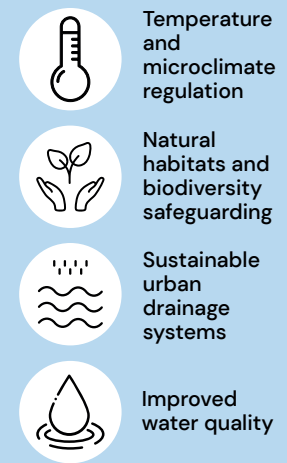 Temperature
and
microclimate
regulation
Natural
habitats and
biodiversity
safeguarding
Sustainable
urban
drainage
systems
Improved
water quality